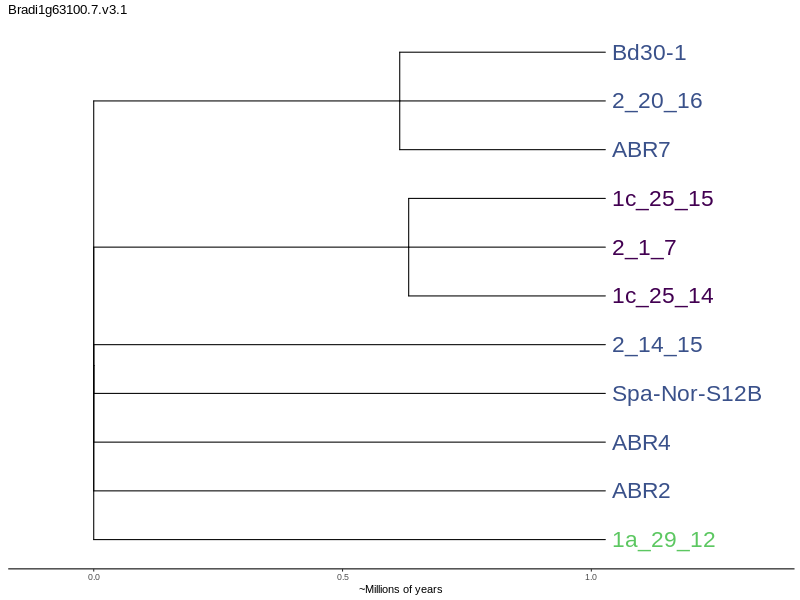 Bradi1g63100.7.v3.1
Bd30-1
2_20_16
ABR7
1c_25_15
2_1_7
1c_25_14
2_14_15
Spa-Nor-S12B
ABR4
ABR2
1a_29_12
0.0 0.5 1.0
~Millions of years